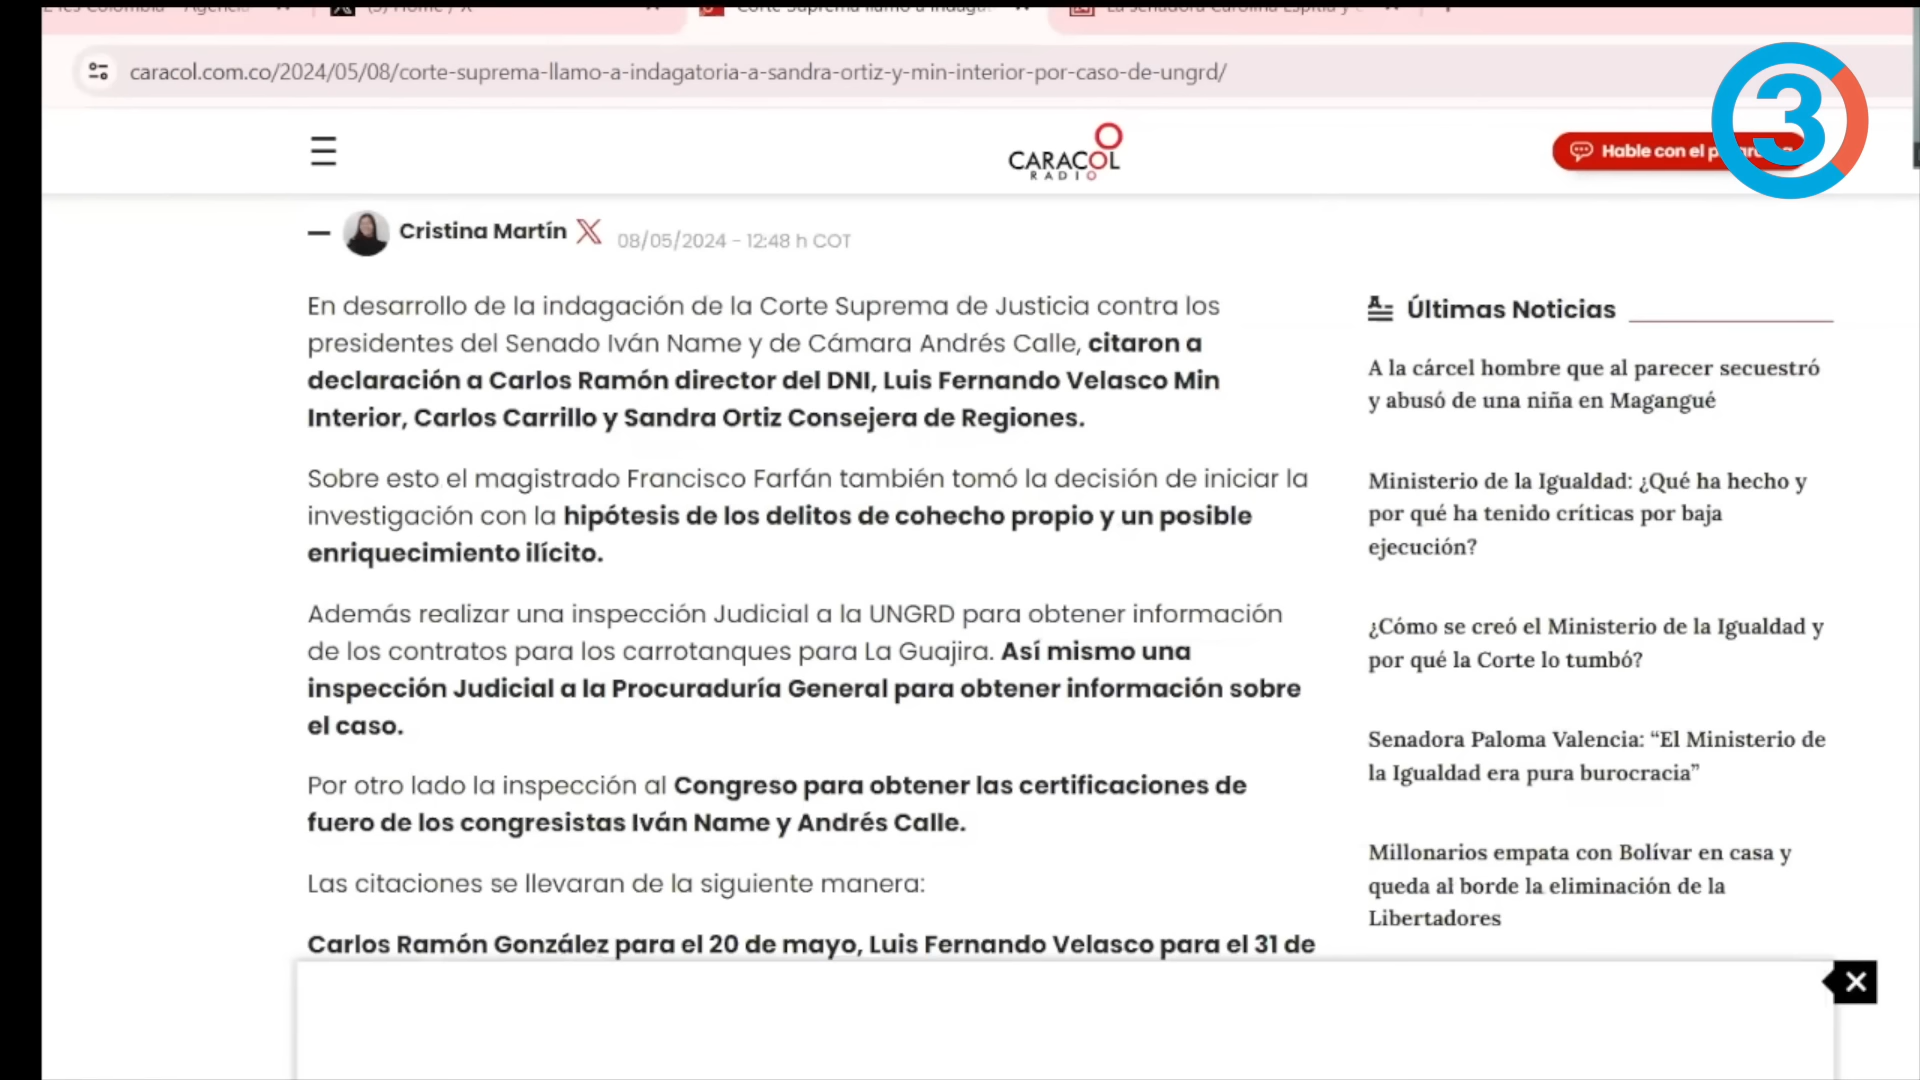 caracol.com.co/2024/05/08/corte-suprema-llamo-a-indagatoria-a-sandra-ortiz-y-min-interior-por-caso-de-ungrd/
3
CARACOL
RADIO
Hable con el
Cristina Martín
08/05/2024 - 12:48 h COT
En desarrollo de la indagación de la Corte Suprema de Justicia contra los
presidentes del Senado Iván Name y de Cámara Andrés Calle, citaron a
declaración a Carlos Ramón director del DNI, Luis Fernando Velasco Min
Interior, Carlos Carrillo y Sandra Ortiz Consejera de Regiones.
Sobre esto el magistrado Francisco Farfán también tomó la decisión de iniciar la
investigación con la hipótesis de los delitos de cohecho propio y un posible
enriquecimiento ilícito.
Además realizar una inspección Judicial a la UNGRD para obtener información
de los contratos para los carrotanques para La Guajira. Así mismo una
inspección Judicial a la Procuraduría General para obtener información sobre
el caso.
Por otro lado la inspección al Congreso para obtener las certificaciones de
fuero de los congresistas Iván Name y Andrés Calle.
Las citaciones se llevaran de la siguiente manera:
Carlos Ramón González para el 20 de mayo, Luis Fernando Velasco para el 31 de
Últimas Noticias
A la cárcel hombre que al parecer secuestró
y abusó de una niña en Magangué
Ministerio de la Igualdad: ¿Qué ha hecho y
por qué ha tenido críticas por baja
ejecución?
¿Cómo se creó el Ministerio de la Igualdad y
por qué la Corte lo tumbó?
Senadora Paloma Valencia: “El Ministerio de
la Igualdad era pura burocracia”
Millonarios empata con Bolívar en casa y
queda al borde la eliminación de la
Libertadores